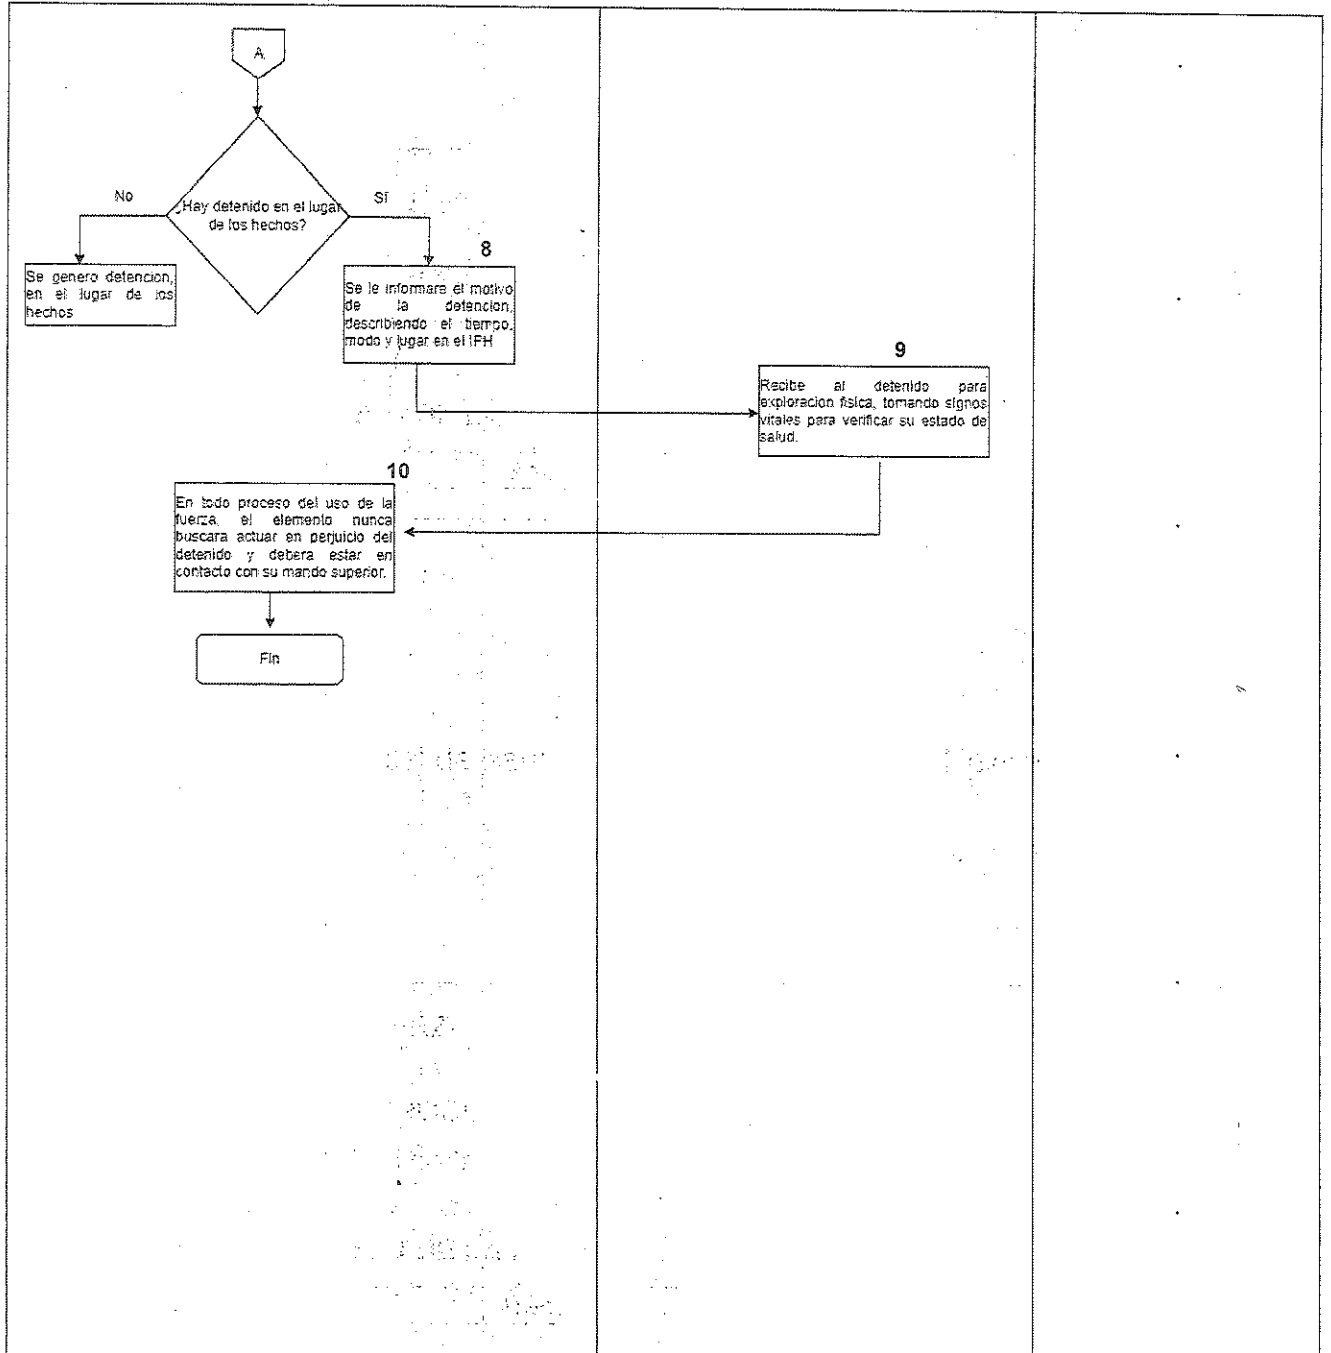 A
¿Hay detenido en el lugar
de los hechos?
No
Sí
Se genero detencion,
en el lugar de los
hechos
8
Se le informara el motivo
de la detencion,
describiendo el tiempo,
modo y lugar en el IFH
9
Recibe al detenido para
exploracion fisica, tomando signos
vitales para verificar su estado de
salud.
10
En todo proceso del uso de la
fuerza, el elemento nunca
buscara actuar en perjuicio del
detenido y debera estar en
contacto con su mando superior.
Fin